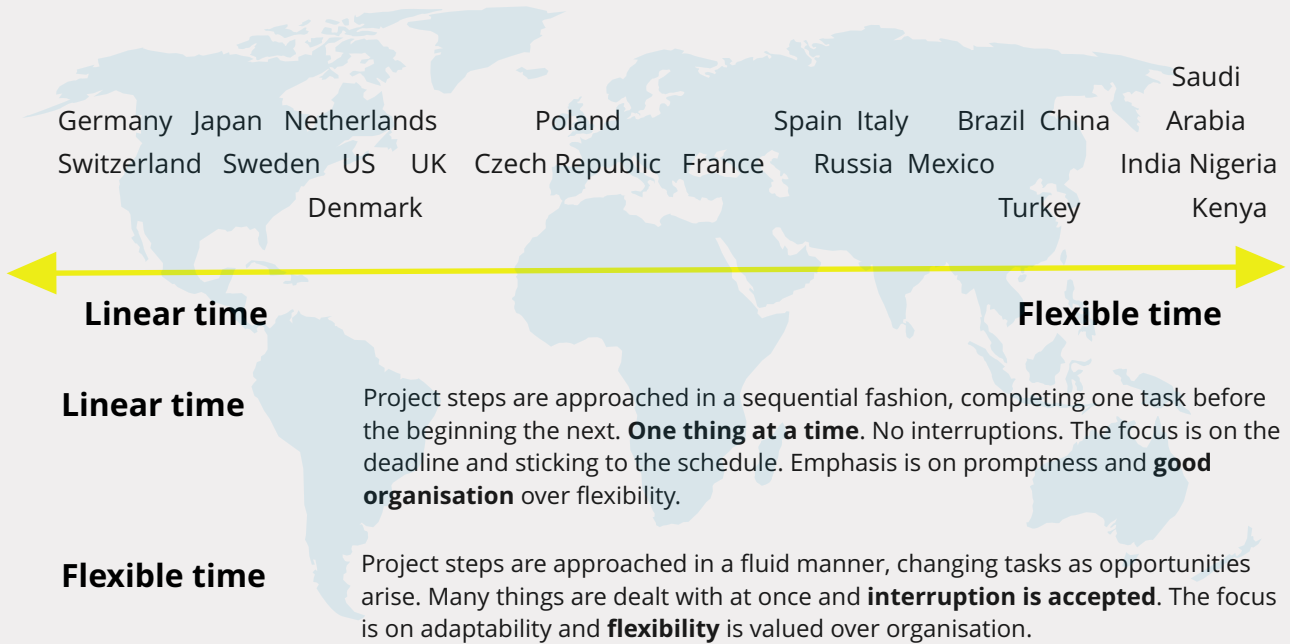 Saudi
Germany Japan Netherlands Poland Spain Italy Brazil China Arabia
Switzerland Sweden US UK Czech Republic France Russia Mexico India Nigeria
Denmark Turkey Kenya
Linear time Flexible time
Linear time
Project steps are approached in a sequential fashion, completing one task before
the beginning the next. One thing at a time. No interruptions. The focus is on the
deadline and sticking to the schedule. Emphasis is on promptness and good
organisation over flexibility.
Flexible time
Project steps are approached in a fluid manner, changing tasks as opportunities
arise. Many things are dealt with at once and interruption is accepted. The focus
is on adaptability and flexibility is valued over organisation.